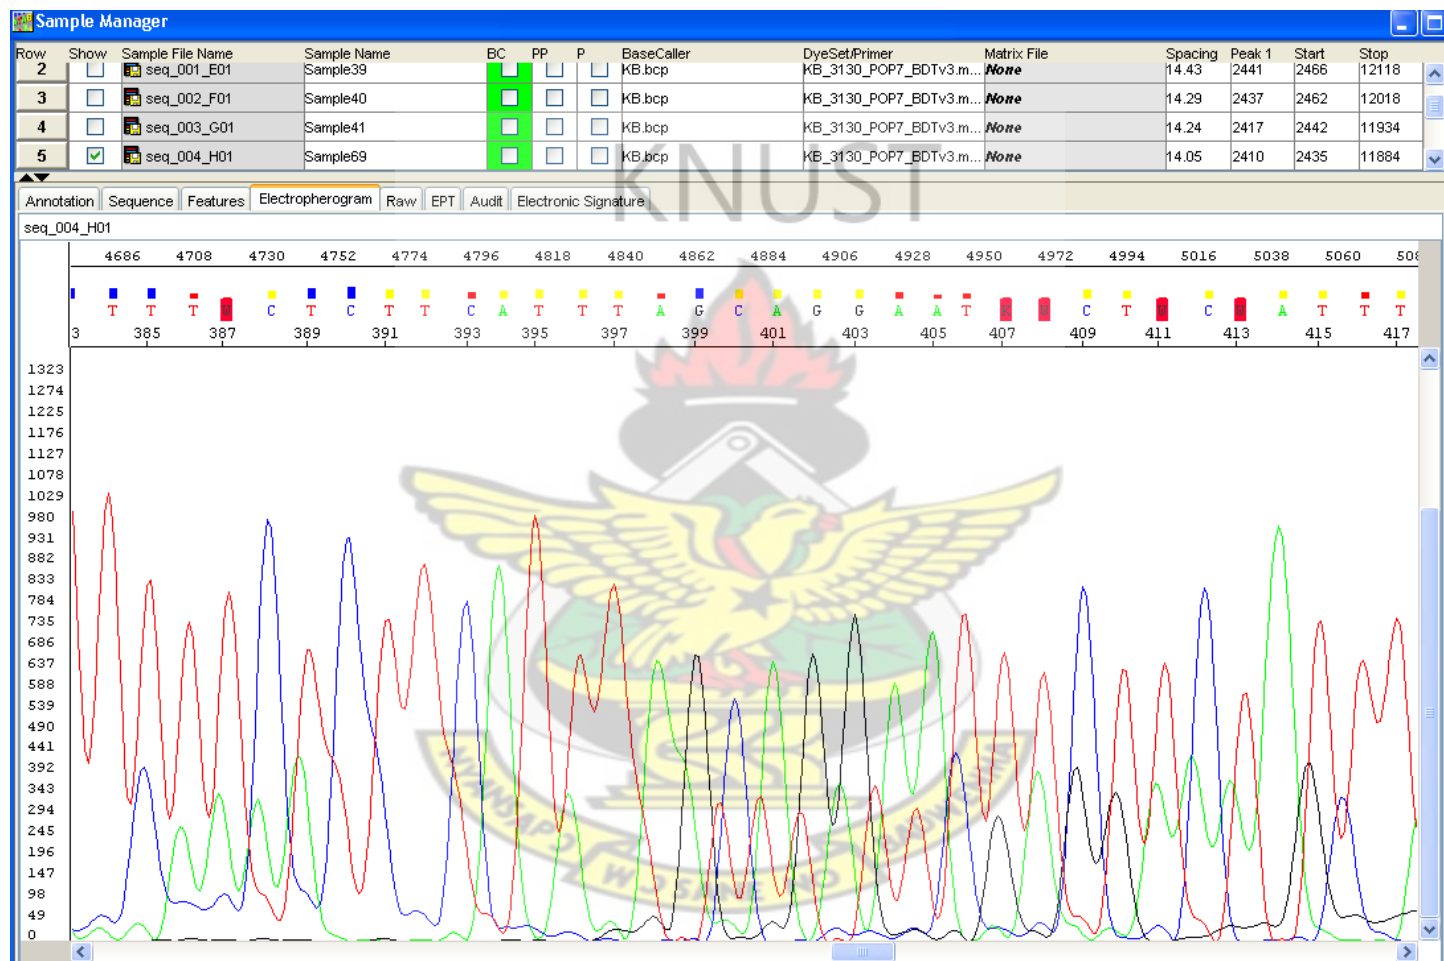 Sample Manager
Row Show Sample File Name Sample Name BC PP P BaseCaller DyeSet/Primer Matrix File Spacing Peak 1 Start Stop
2 seq_001_E01 Sample39 KB.bcp KB_3130_POP7_BDTv3.m... None 14.43 2441 2466 12118
3 seq_002_F01 Sample40 KB.bcp KB_3130_POP7_BDTv3.m... None 14.29 2437 2462 12018
4 seq_003_G01 Sample41 KB.bcp KB_3130_POP7_BDTv3.m... None 14.24 2417 2442 11934
5 seq_004_H01 Sample69 KB.bcp KB_3130_POP7_BDTv3.m... None 14.05 2410 2435 11884
KNUST
Annotation Sequence Features Electropherogram Raw EPT Audit Electronic Signature
seq_004_H01
4686 4708 4730 4752 4774 4796 4818 4840 4862 4884 4906 4928 4950 4972 4994 5016 5038 5060 508
T T T W C T C T T C A T T T A G C A G G A A T K W C T W C W A T T T
3 385 387 389 391 393 395 397 399 401 403 405 407 409 411 413 415 417
1323
1274
1225
1176
1127
1078
1029
980
931
882
833
784
735
686
637
588
539
490
441
392
343
294
245
196
147
98
49
0